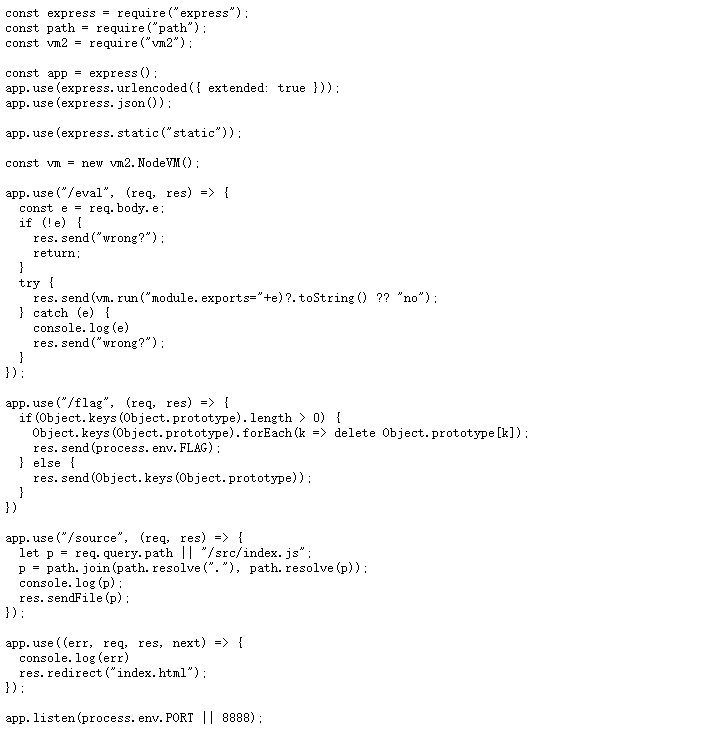 const express = require("express");
const path = require("path");
const vm2 = require("vm2");
const app = express();
app.use(express.urlencoded({ extended: true }));
app.use(express.json());
app.use(express.static("static"));
const vm = new vm2.NodeVM();
app.use("/eval", (req, res) => {
  const e = req.body.e;
  if (!e) {
    res.send("wrong?");
    return;
  }
  try {
    res.send(vm.run("module.exports="+e)?.toString() ?? "no");
  } catch (e) {
    console.log(e)
    res.send("wrong?");
  }
});
app.use("/flag", (req, res) => {
  if(Object.keys(Object.prototype).length > 0) {
    Object.keys(Object.prototype).forEach(k => delete Object.prototype[k]);
    res.send(process.env.FLAG);
  } else {
    res.send(Object.keys(Object.prototype));
  }
})
app.use("/source", (req, res) => {
  let p = req.query.path || "/src/index.js";
  p = path.join(path.resolve("."), path.resolve(p));
  console.log(p);
  res.sendFile(p);
});
app.use((err, req, res, next) => {
  console.log(err)
  res.redirect("index.html");
});
app.listen(process.env.PORT || 8888);